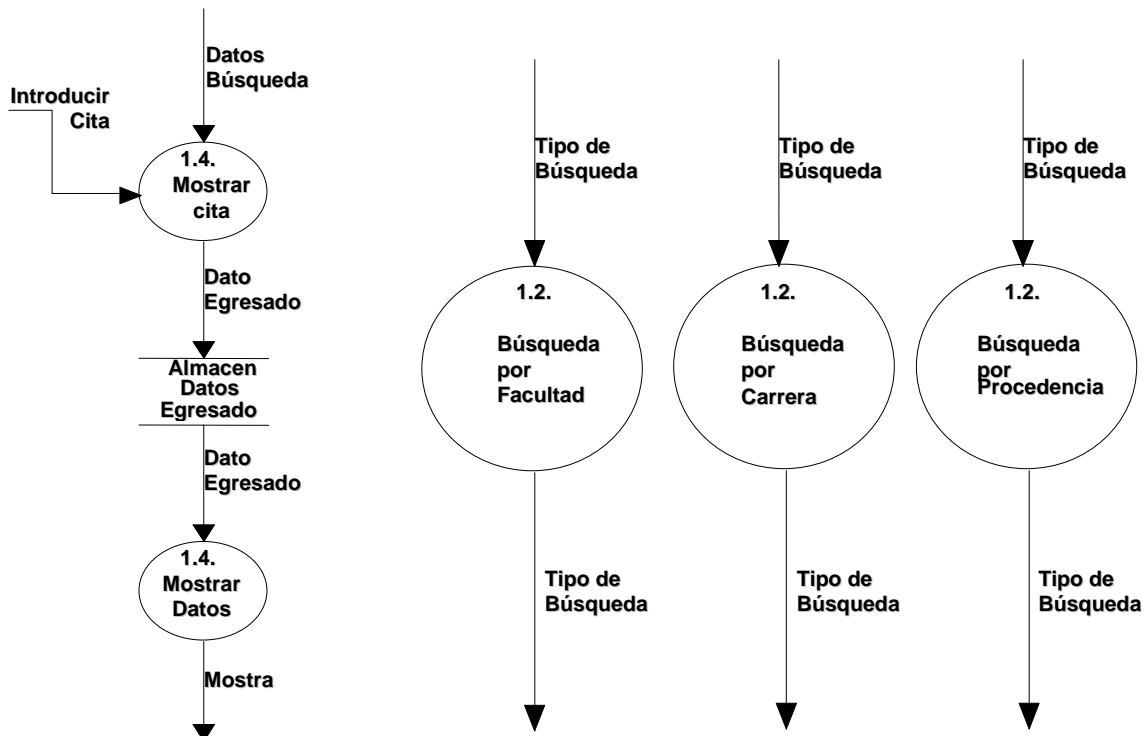 Datos
Búsqueda
Introducir
Cita
1.4.
Mostrar
cita
Dato
Egresado
Almacen
Datos
Egresado
Dato
Egresado
1.4.
Mostrar
Datos
Mostra
Tipo de
Búsqueda
1.2.
Búsqueda
por
Facultad
Tipo de
Búsqueda
Tipo de
Búsqueda
1.2.
Búsqueda
por
Carrera
Tipo de
Búsqueda
Tipo de
Búsqueda
1.2.
Búsqueda
por
Procedencia
Tipo de
Búsqueda